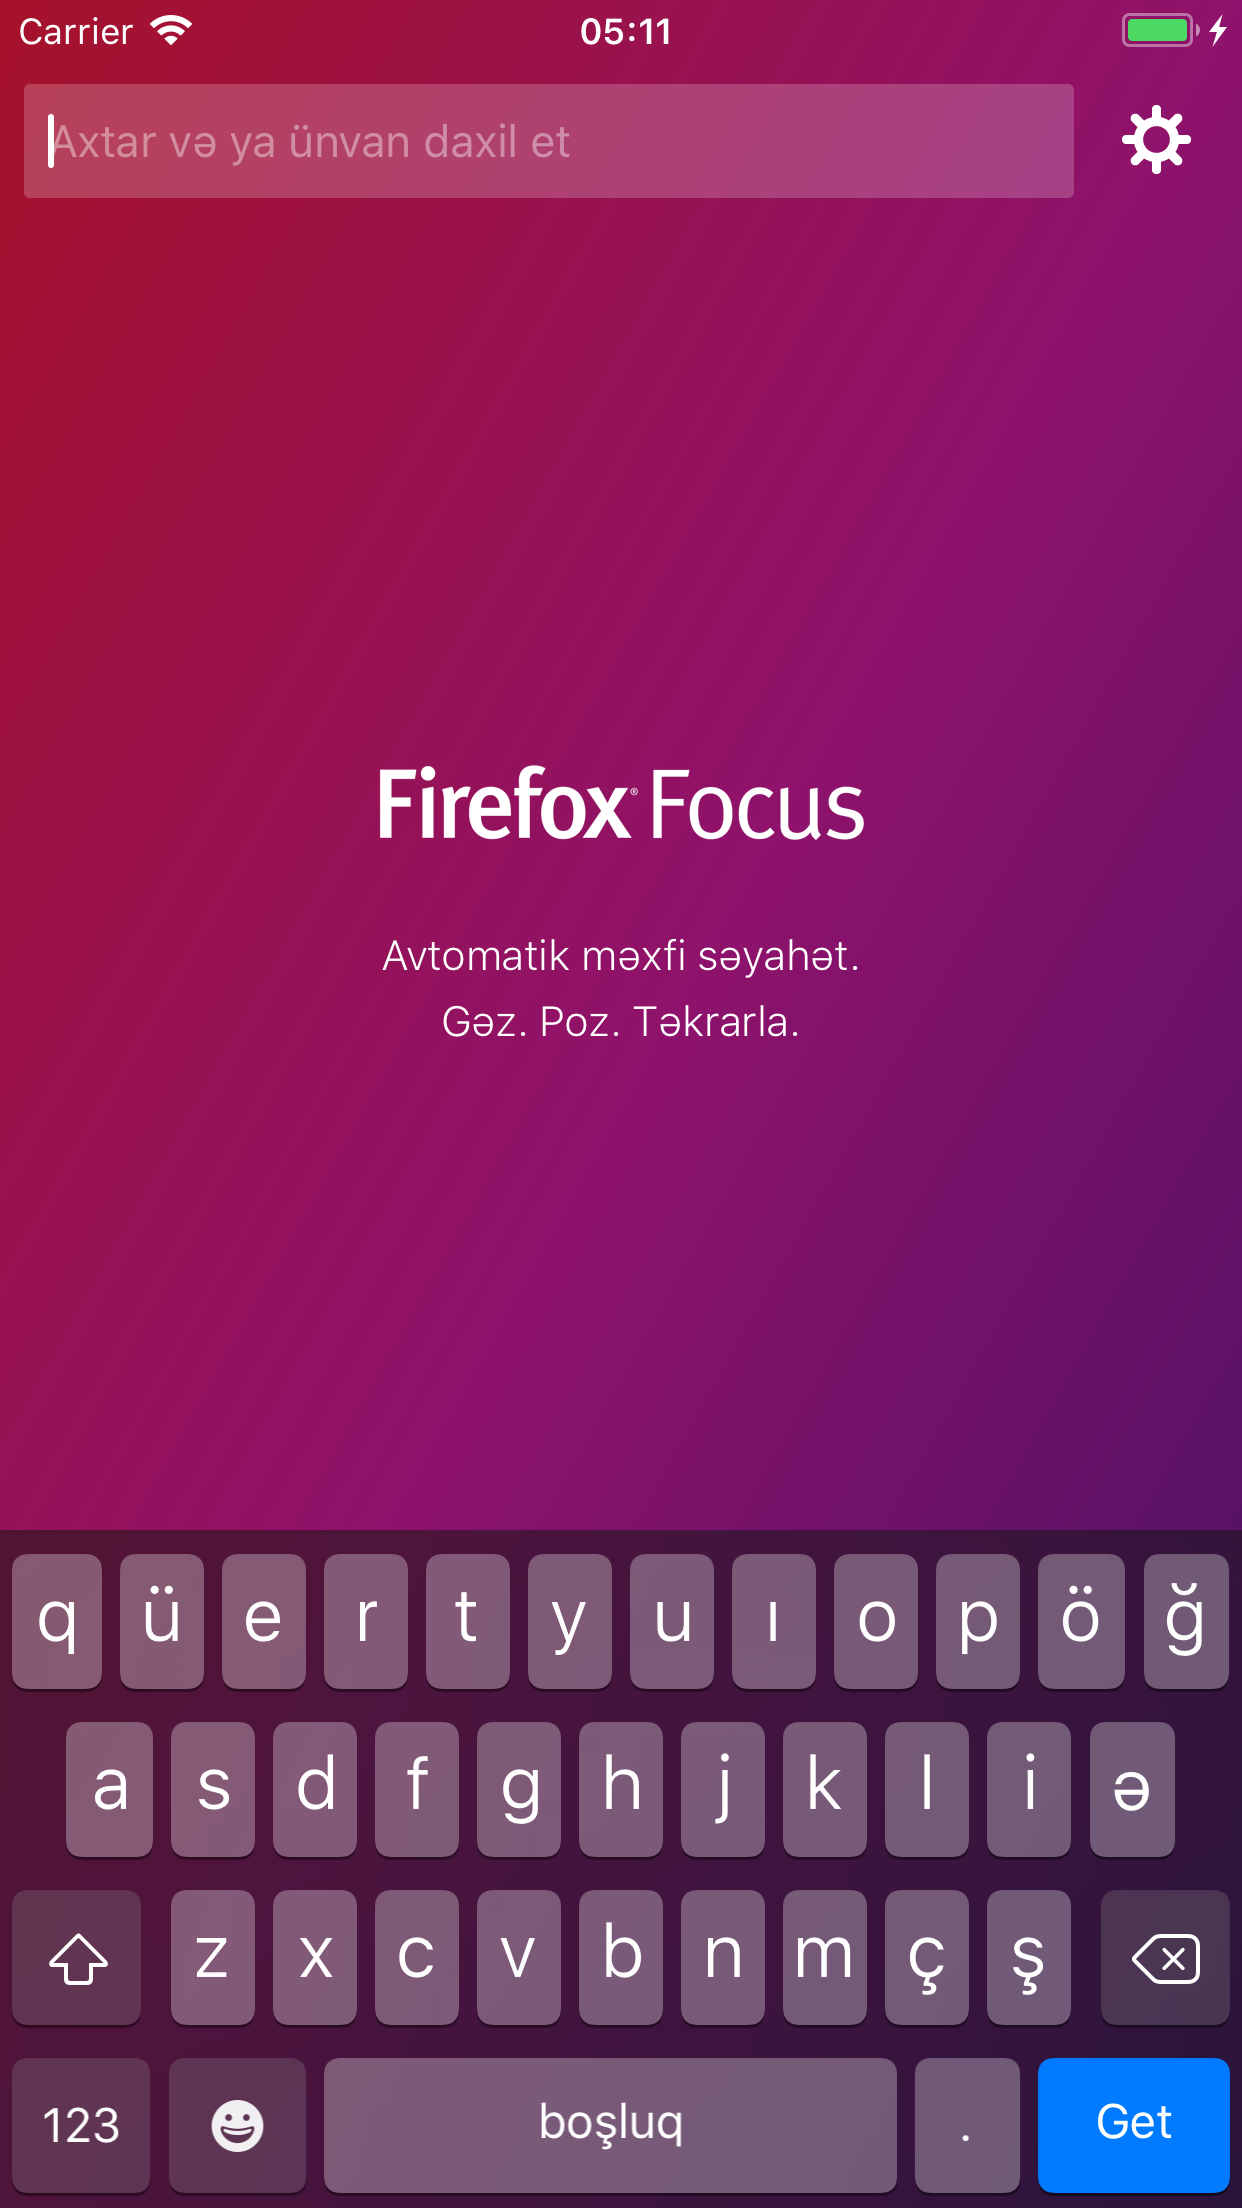 Carrier 05:11
Axtar və ya ünvan daxil et
Firefox® Focus
Avtomatik məxfi səyahət.
Gəz. Poz. Təkrarla.
q ü e r t y u ı o p ö ğ
a s d f g h j k l i ə
z x c v b n m ç ş
123 boşluq . Get